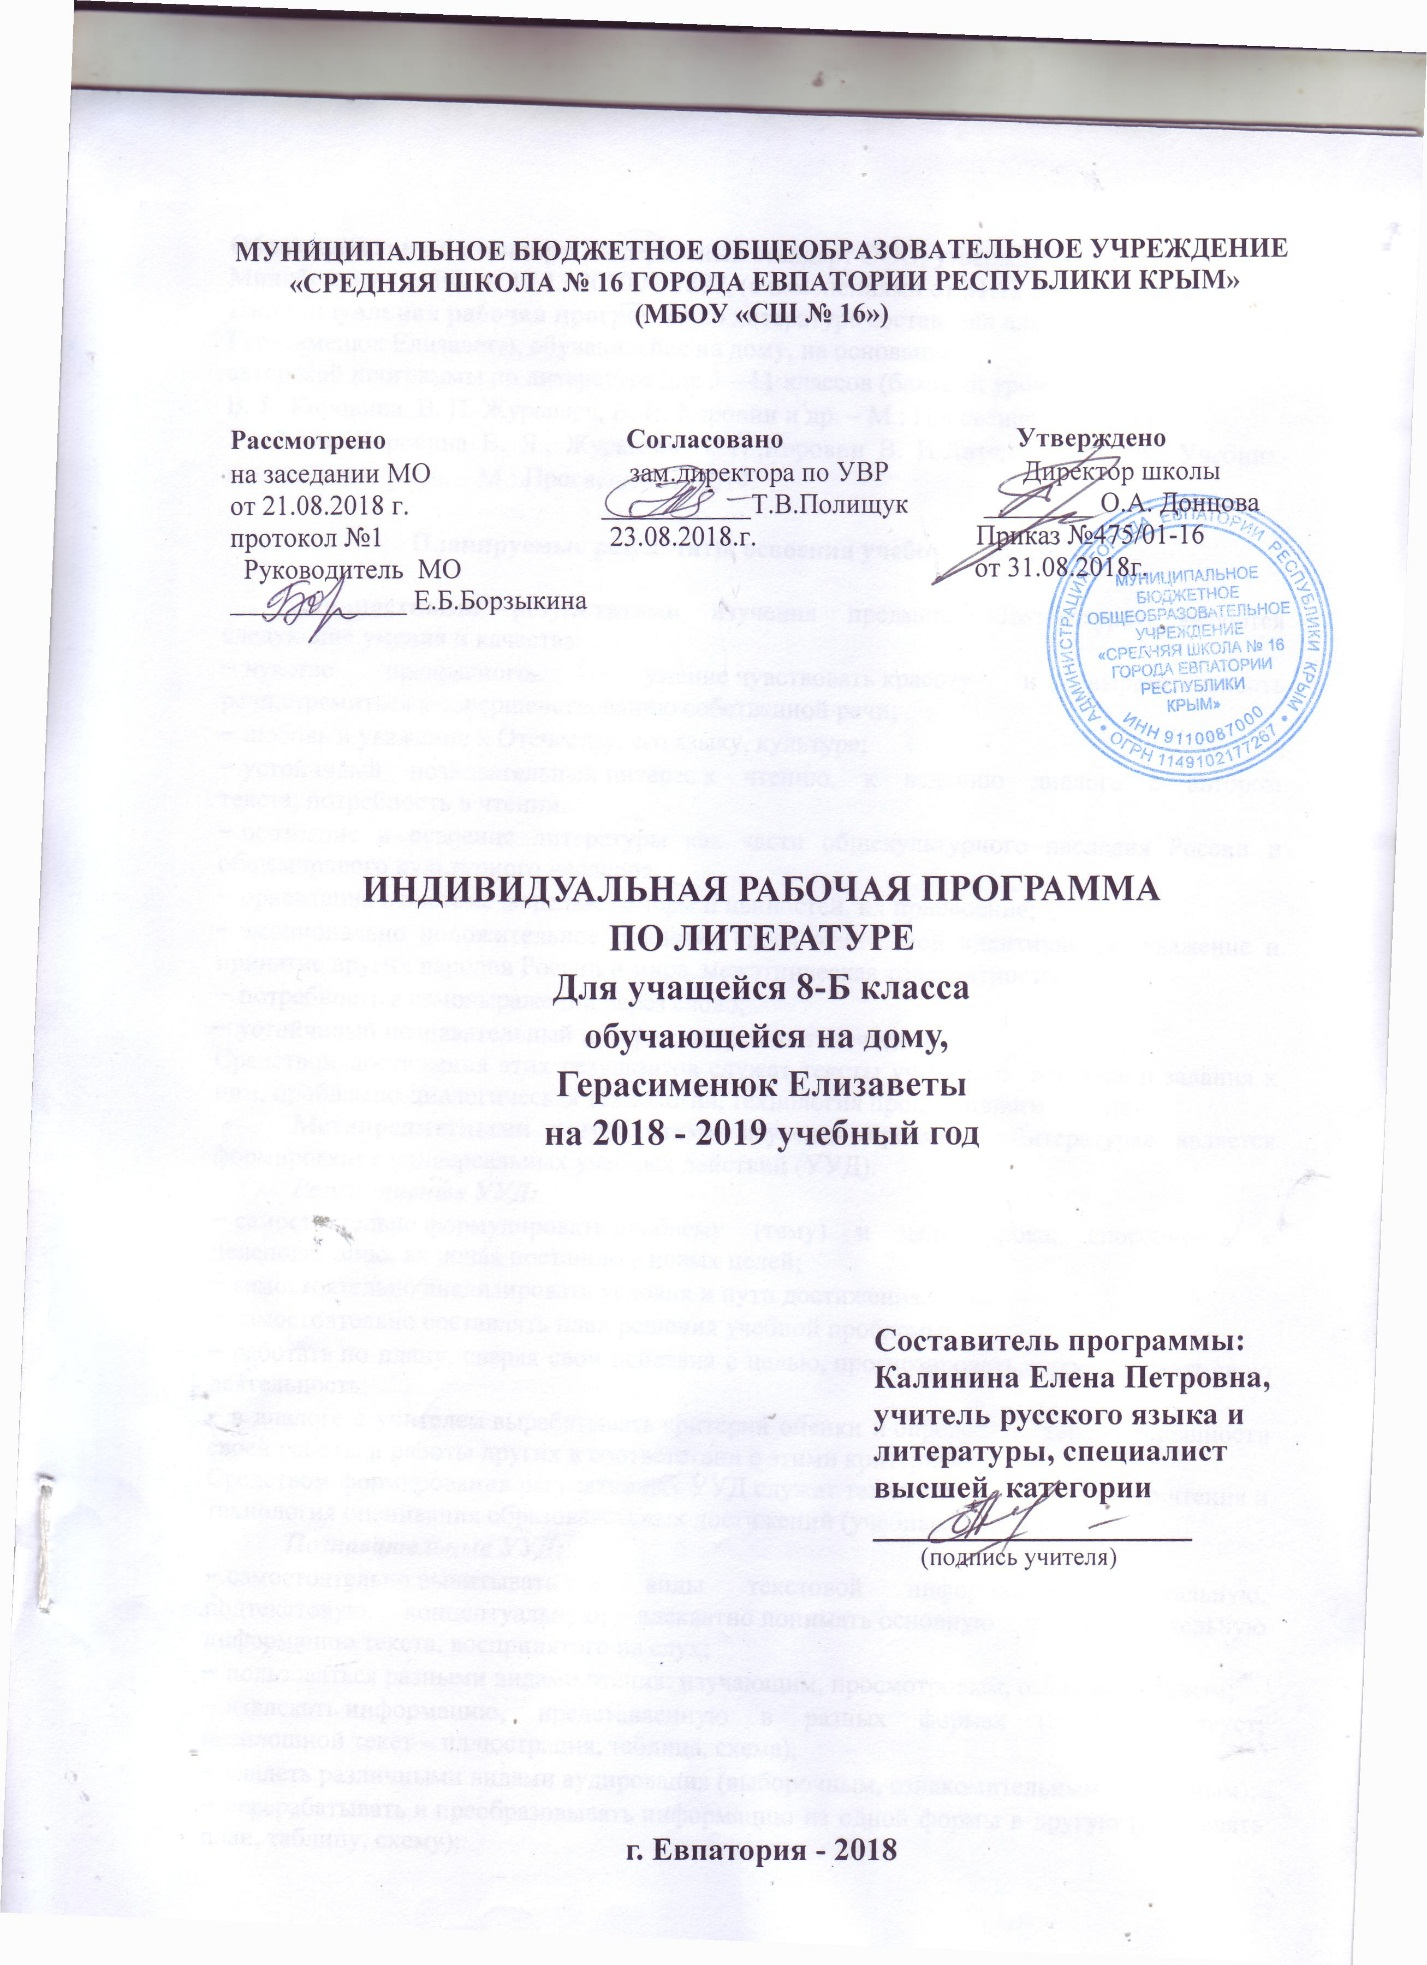 МУНИЦИПАЛЬНОЕ БЮДЖЕТНОЕ ОБЩЕОБРАЗОВАТЕЛЬНОЕ УЧРЕЖДЕНИЕ
«СРЕДНЯЯ ШКОЛА № 16 ГОРОДА ЕВПАТОРИИ РЕСПУБЛИКИ КРЫМ»
(МБОУ «СШ № 16»)
Рассмотрено
на заседании МО
от 21.08.2018 г.
протокол №1
Руководитель МО
Е.Б.Борзыкина
Согласовано
зам.директора по УВР
Т.В.Полищук
23.08.2018.г.
Утверждено
Директор школы
О.А. Донцова
Приказ №475/01-16
от 31.08.2018г.
АДМИНИСТРАЦИЯ ГОРОДА ЕВПАТОРИИ РЕСПУБЛИКИ КРЫМ
ОГРН 1149102177267
МУНИЦИПАЛЬНОЕ
БЮДЖЕТНОЕ
ОБЩЕОБРАЗОВАТЕЛЬНОЕ
УЧРЕЖДЕНИЕ
«СРЕДНЯЯ ШКОЛА № 16
ГОРОДА ЕВПАТОРИИ
РЕСПУБЛИКИ
КРЫМ»
ИНН 9110087000
ИНДИВИДУАЛЬНАЯ РАБОЧАЯ ПРОГРАММА
ПО ЛИТЕРАТУРЕ
Для учащейся 8-Б класса
обучающейся на дому,
Герасименюк Елизаветы
на 2018 - 2019 учебный год
Составитель программы:
Калинина Елена Петровна,
учитель русского языка и
литературы, специалист
высшей категории
(подпись учителя)
г. Евпатория - 2018